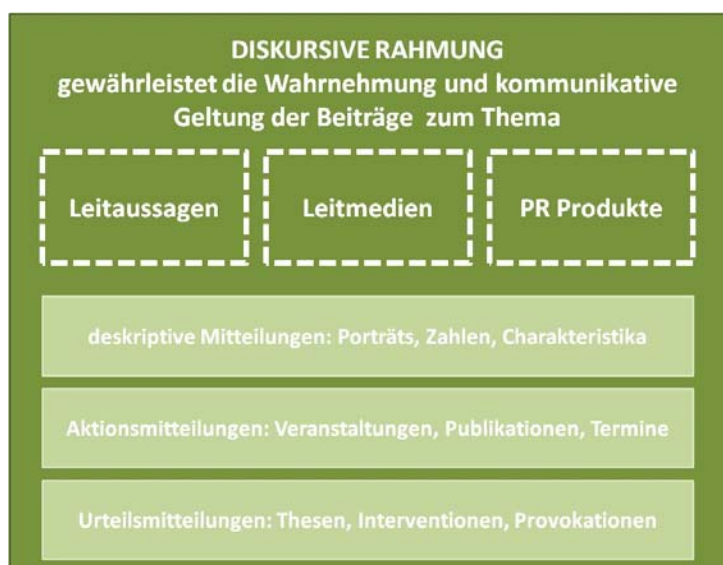 DISKURSIVE RAHMUNG
gewährleistet die Wahrnehmung und kommunikative
Geltung der Beiträge zum Thema
Leitaussagen
Leitmedien
PR Produkte
deskriptive Mitteilungen: Porträts, Zahlen, Charakteristika
Aktionsmitteilungen: Veranstaltungen, Publikationen, Termine
Urteilsmitteilungen: Thesen, Interventionen, Provokationen